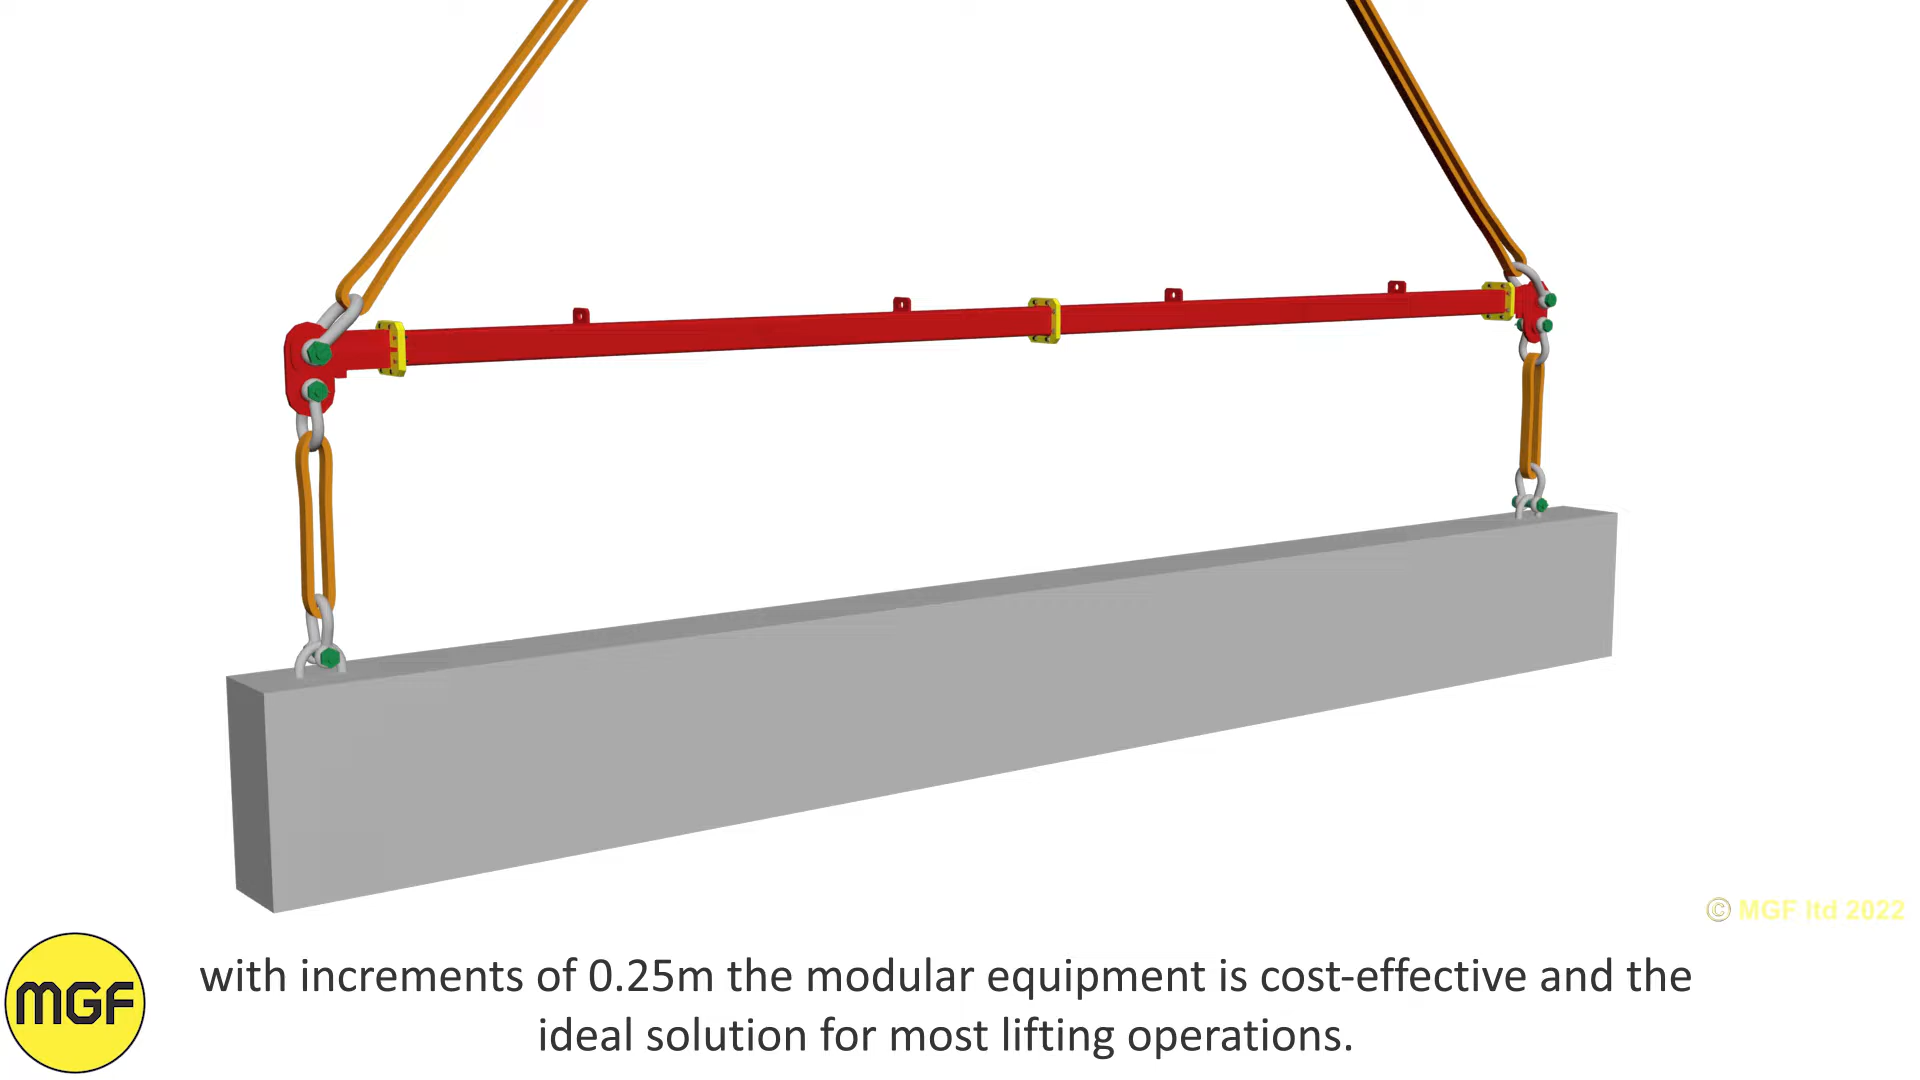 © MGF ltd 2022
MGF
with increments of 0.25m the modular equipment is cost-effective and the
ideal solution for most lifting operations.